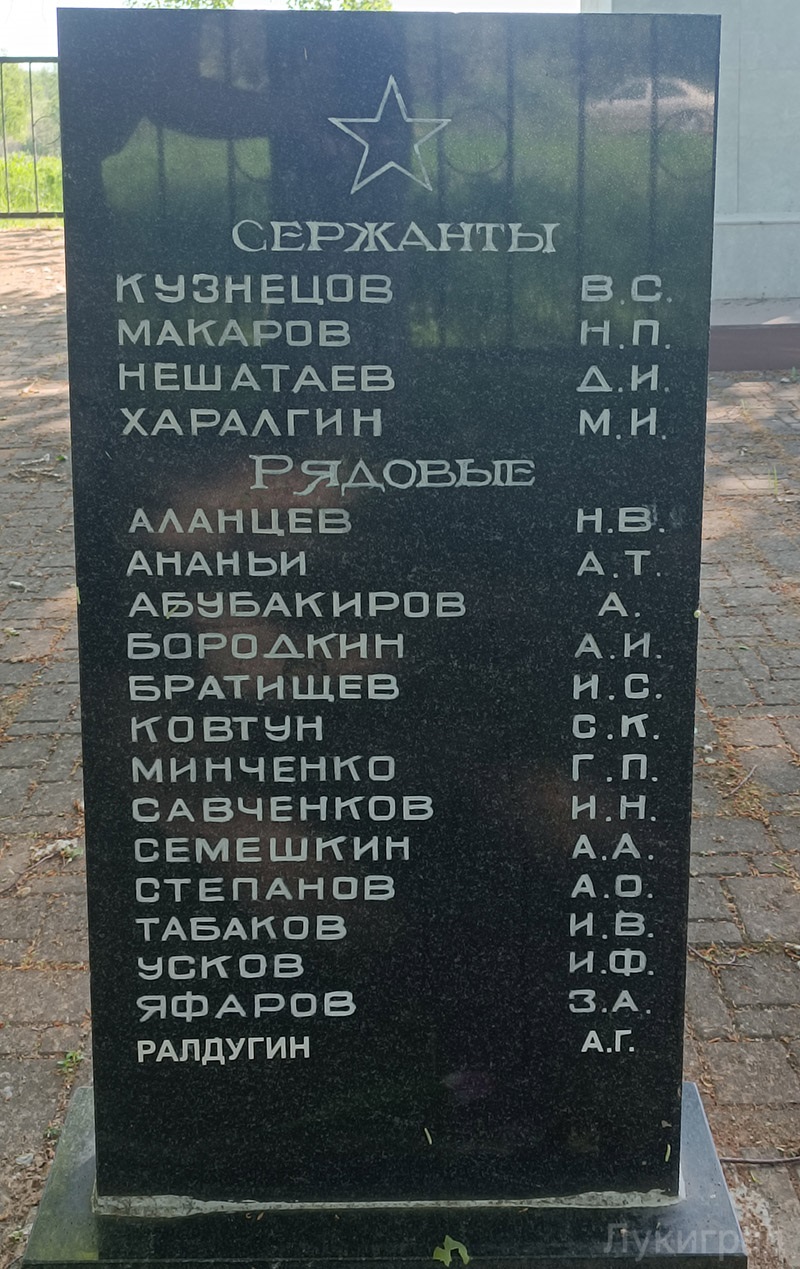 СЕРЖАНТЫ
КУЗНЕЦОВ В.С.
МАКАРОВ Н.П.
НЕШАТАЕВ Д.И.
ХАРАЛГИН М.И.
РЯДОВЫЕ
АЛАНЦЕВ Н.В.
АНАНЬИ А.Т.
АБУБАКИРОВ А.
БОРОДКИН А.И.
БРАТИЩЕВ И.С.
КОВТУН С.К.
МИНЧЕНКО Г.П.
САВЧЕНКОВ И.Н.
СЕМЕШКИН А.А.
СТЕПАНОВ А.О.
ТАБАКОВ И.В.
УСКОВ И.Ф.
ЯФАРОВ З.А.
РАЛДУГИН А.Г.
Лукиград